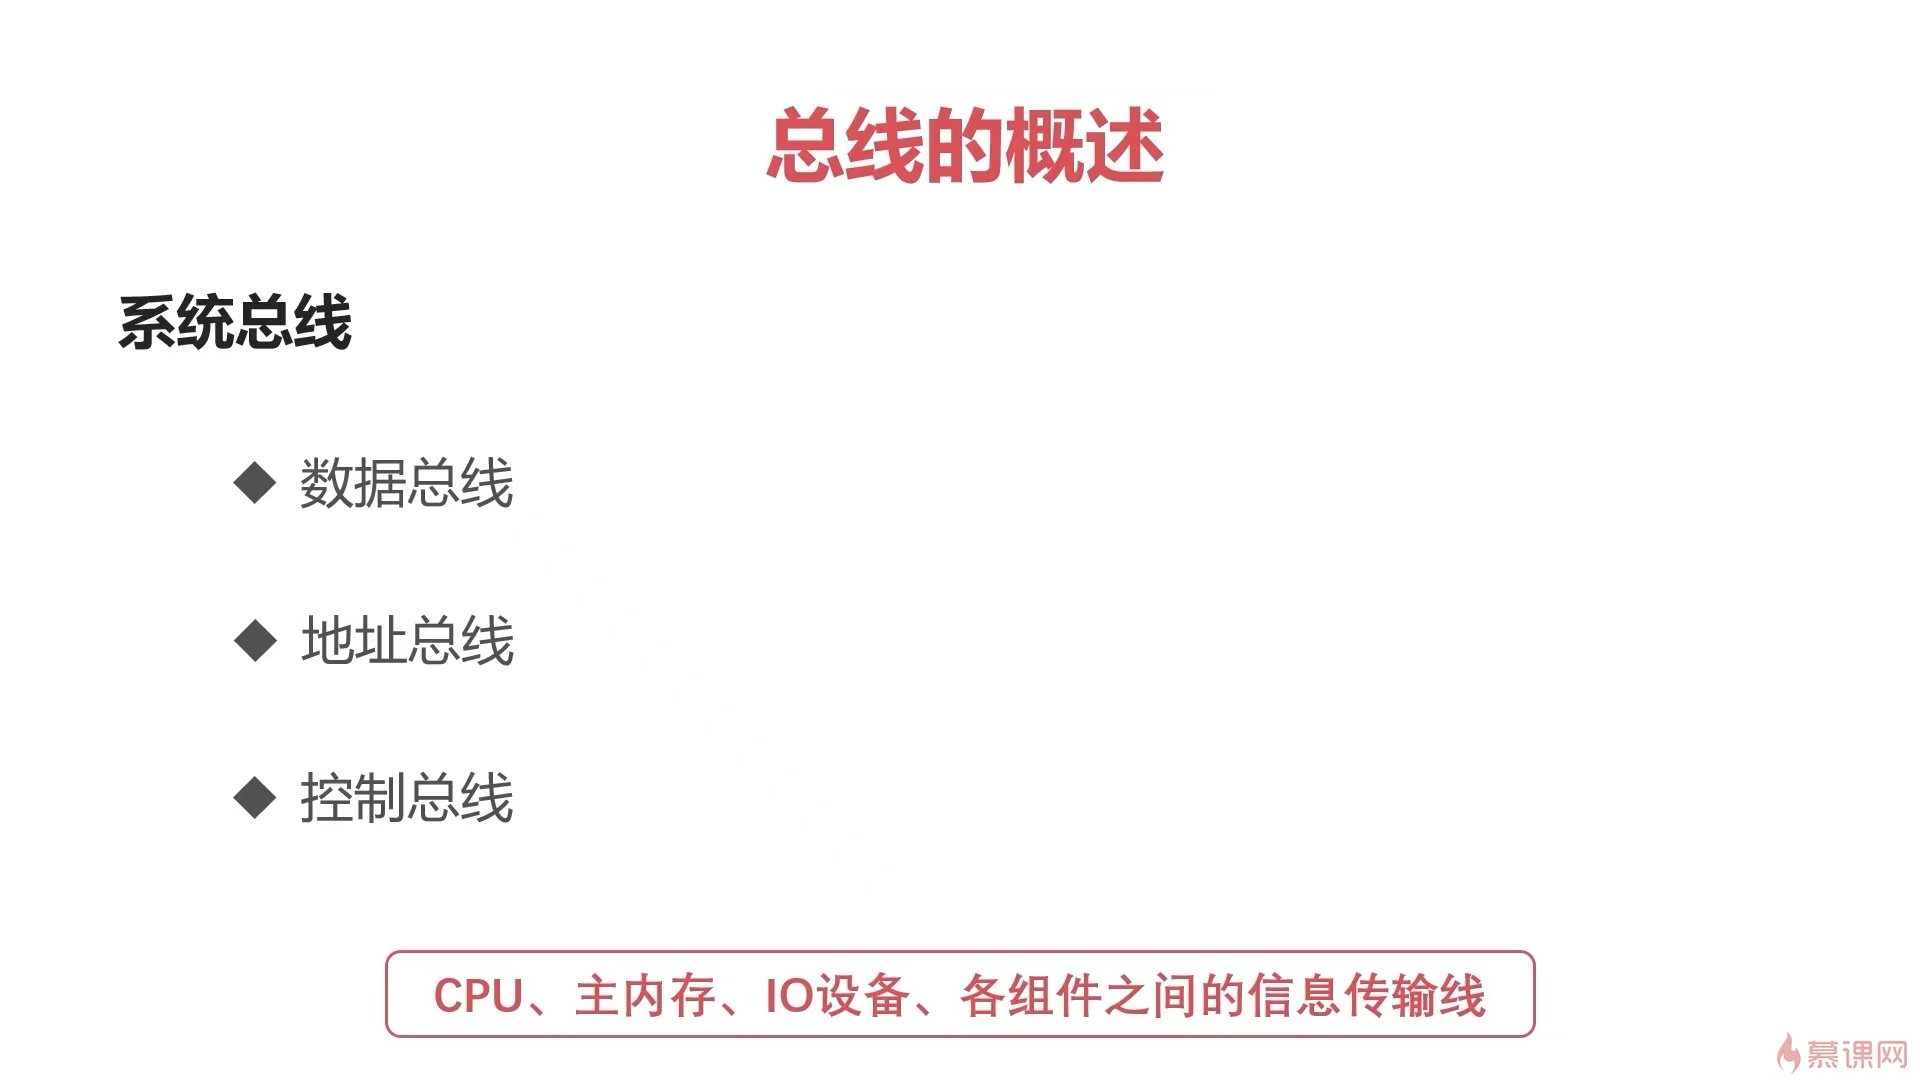 总线的概述
系统总线
◆ 数据总线
◆ 地址总线
◆ 控制总线
CPU、主内存、IO设备、各组件之间的信息传输线
慕课网